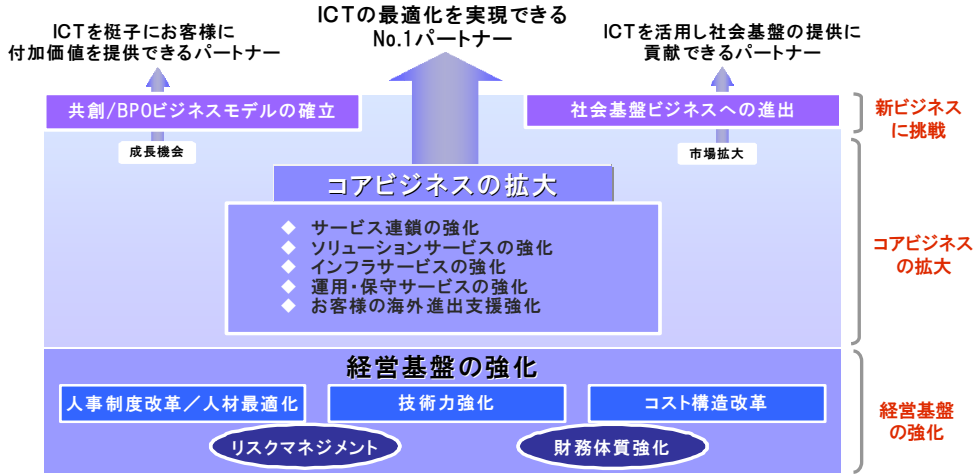 ICTを梃子にお客様に
付加価値を提供できるパートナー
ICTの最適化を実現できる
No.1パートナー
ICTを活用し社会基盤の提供に
貢献できるパートナー
共創/BPOビジネスモデルの確立
社会基盤ビジネスへの進出
新ビジネス
に挑戦
成長機会
市場拡大
コアビジネスの拡大
◆ サービス連鎖の強化
◆ ソリューションサービスの強化
◆ インフラサービスの強化
◆ 運用・保守サービスの強化
◆ お客様の海外進出支援強化
コアビジネス
の拡大
経営基盤の強化
人事制度改革／人材最適化
技術力強化
コスト構造改革
リスクマネジメント
財務体質強化
経営基盤
の強化